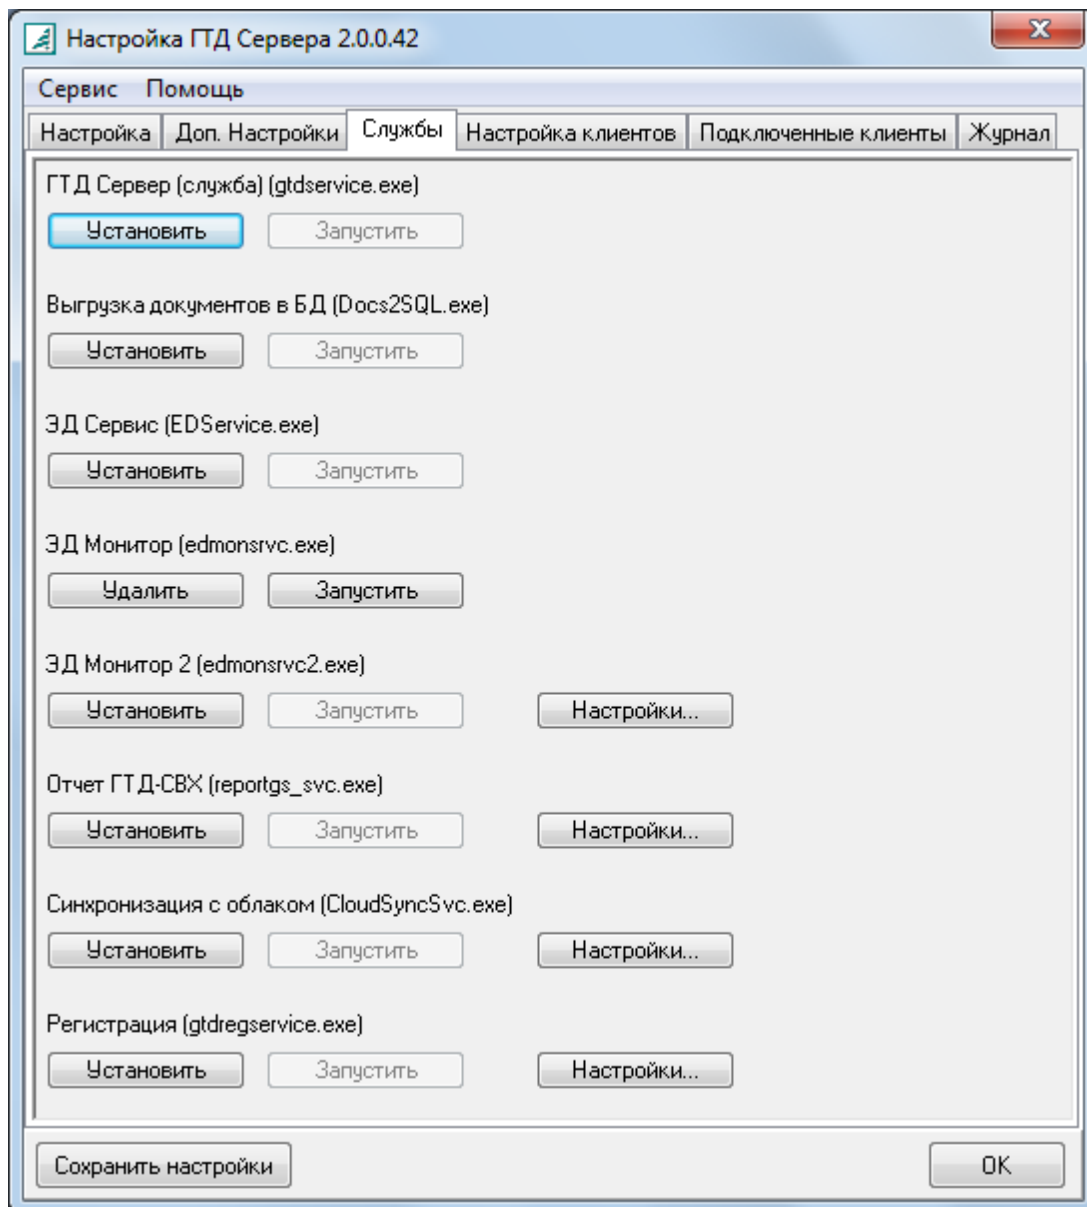 Настройка ГТД Сервера 2.0.0.42
Сервис Помощь
Настройка Доп. Настройки Службы Настройка клиентов Подключенные клиенты Журнал
ГТД Сервер (служба) (gtdservice.exe)
Установить Запустить
Выгрузка документов в БД (Docs2SQL.exe)
Установить Запустить
ЭД Сервис (EDService.exe)
Установить Запустить
ЭД Монитор (edmonsrvc.exe)
Удалить Запустить
ЭД Монитор 2 (edmonsrvc2.exe)
Установить Запустить Настройки...
Отчет ГТД-СВХ (reportgs_svc.exe)
Установить Запустить Настройки...
Синхронизация с облаком (CloudSyncSvc.exe)
Установить Запустить Настройки...
Регистрация (gtdregservice.exe)
Установить Запустить Настройки...
Сохранить настройки OK